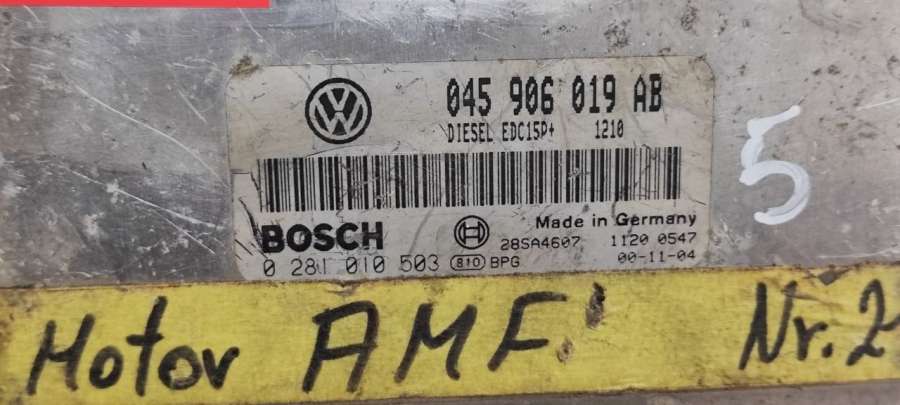 045 906 019 AB
DIESEL EDC15P+ 1210
5
Made in Germany
BOSCH
28SA4607 1120 0547
0 281 010 503 810 BPG 00-11-04
Motor AMF! Nr. 2